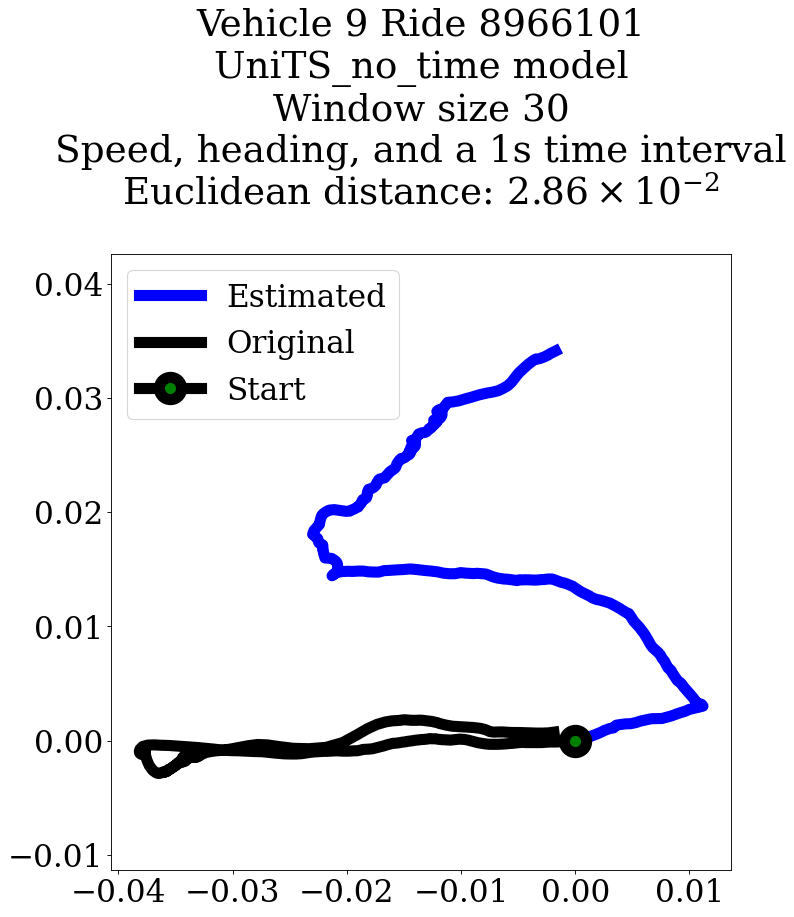 Vehicle 9 Ride 8966101
UniTS_no_time model
Window size 30
Speed, heading, and a 1s time interval
Euclidean distance: 2.86 × 10⁻²
Estimated
Original
Start
0.04
0.03
0.02
0.01
0.00
−0.01
−0.04 −0.03 −0.02 −0.01 0.00 0.01